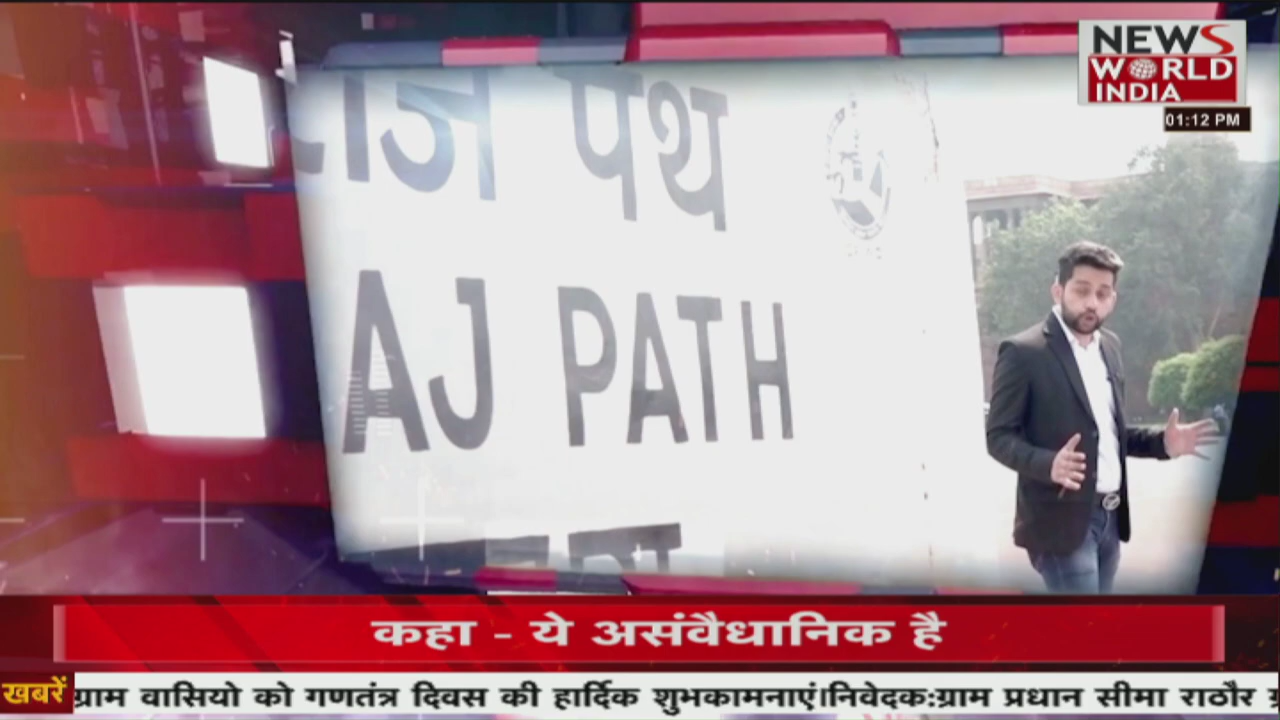 NEWS
WORLD
INDIA
01:12 PM
राज पथ
AJ PATH
कहा - ये असंवैधानिक है
खबरें
ग्राम वासियो को गणतंत्र दिवस की हार्दिक शुभकामनाएं।निवेदक:ग्राम प्रधान सीमा राठौर